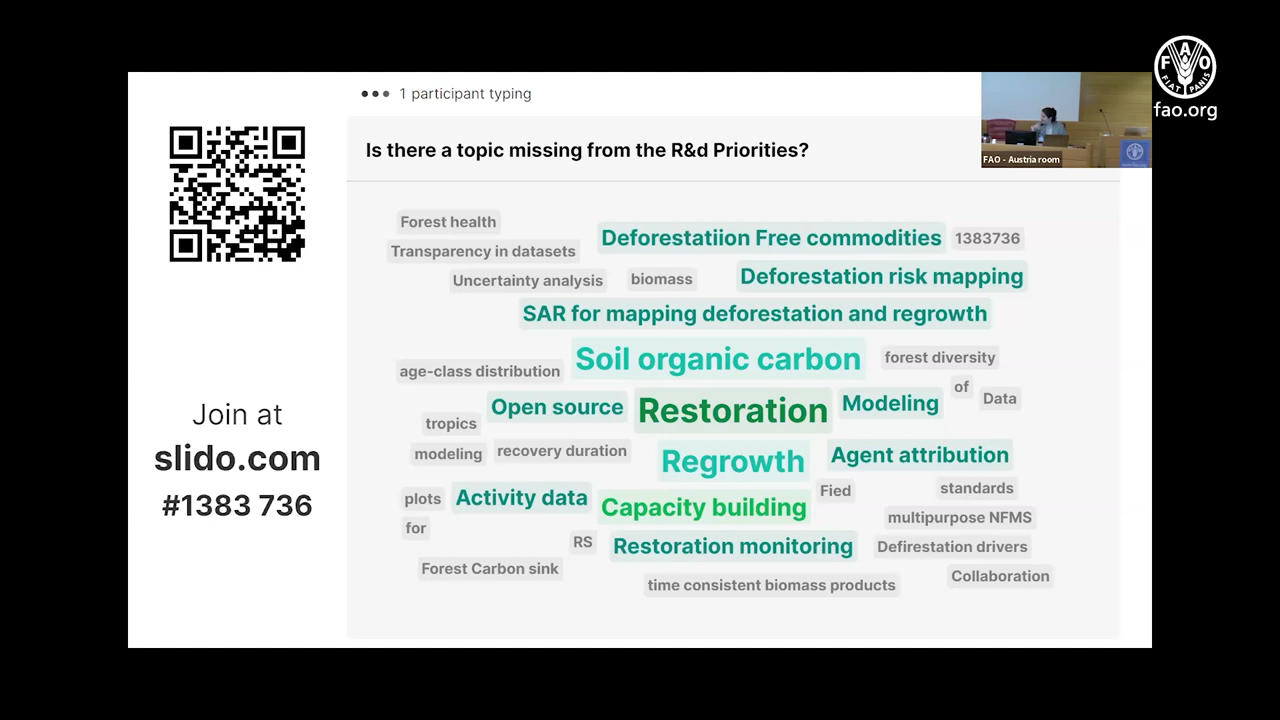 1 participant typing
Is there a topic missing from the R&d Priorities?
Forest health
Deforestatiion Free commodities
1383736
Transparency in datasets
Uncertainty analysis
biomass
Deforestation risk mapping
SAR for mapping deforestation and regrowth
Soil organic carbon
forest diversity
age-class distribution
of
Data
Open source
Restoration
Modeling
tropics
modeling
recovery duration
Regrowth
Agent attribution
plots
Activity data
Capacity building
Fied
standards
for
multipurpose NFMS
RS
Restoration monitoring
Defirestation drivers
Forest Carbon sink
time consistent biomass products
Collaboration
Join at
slido.com
#1383 736
FAO - Austria room
FAO
FIAT PANIS
fao.org